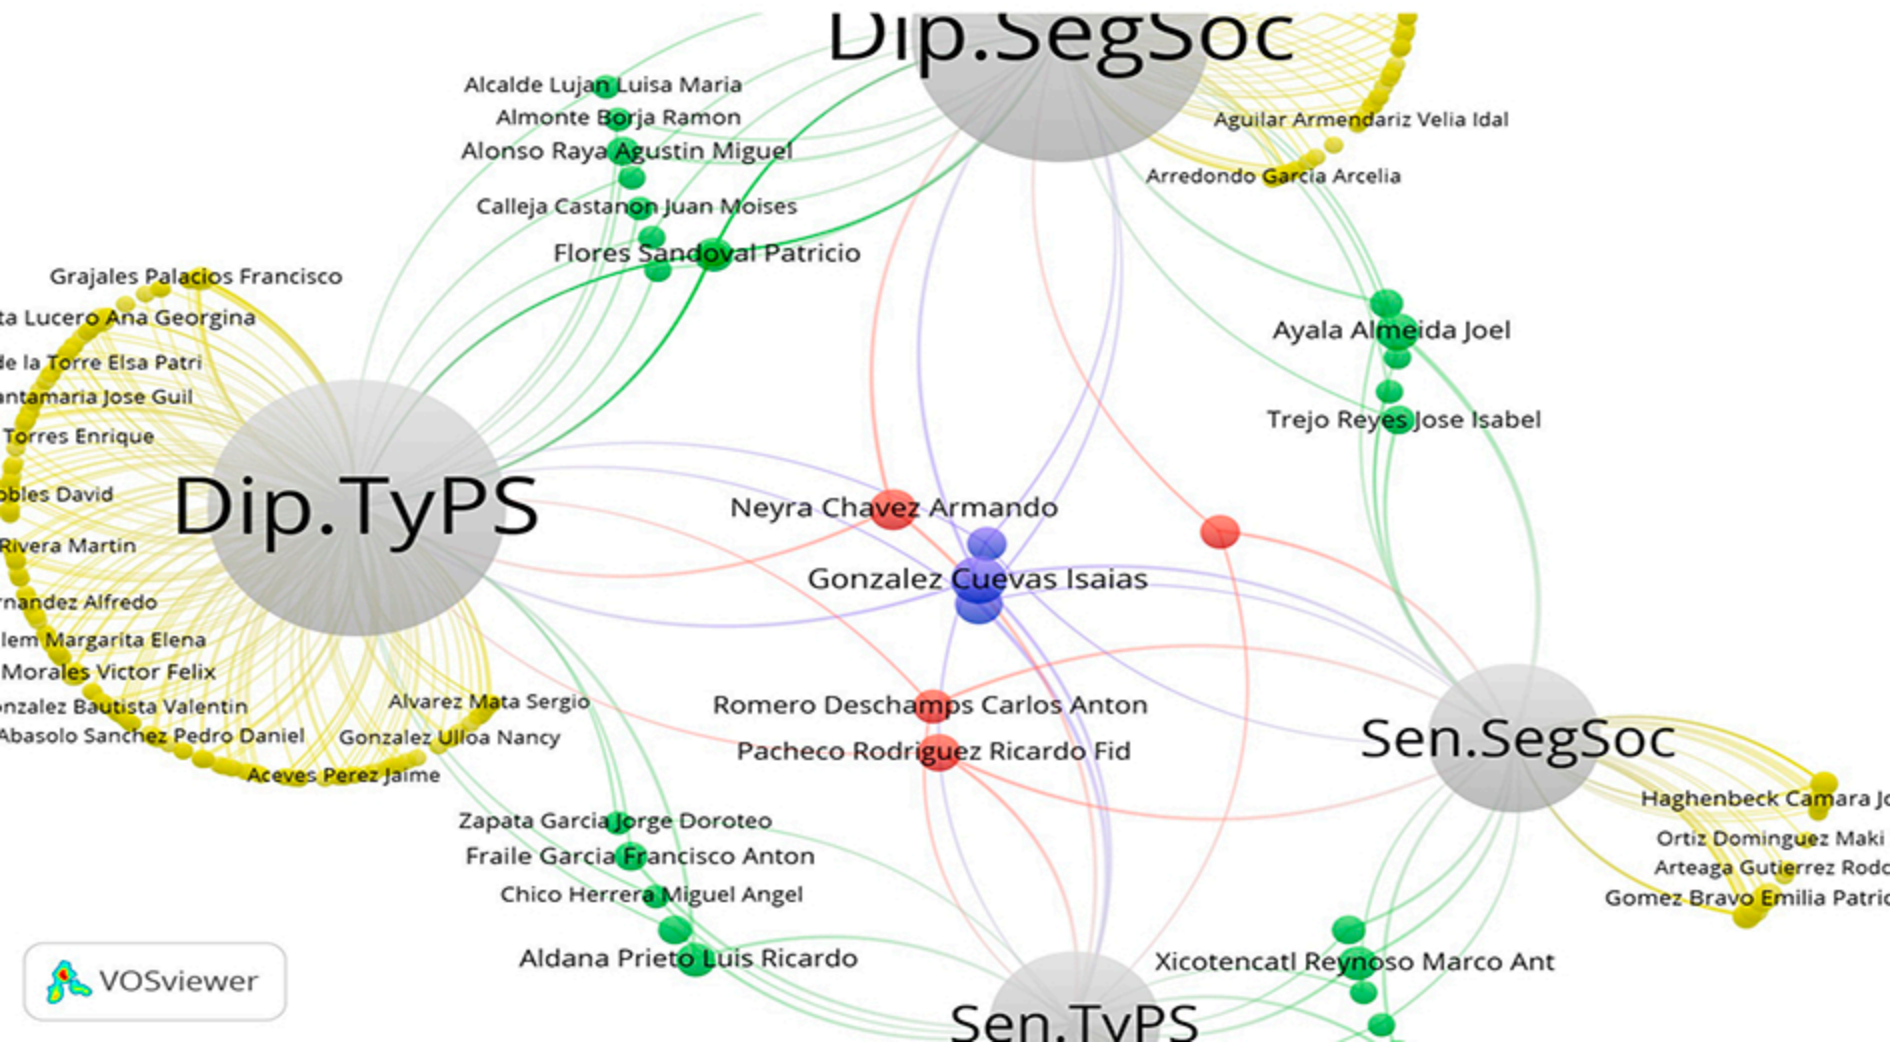 Dip.SegSoc
Alcalde Lujan Luisa Maria
Almonte Borja Ramon
Aguilar Armendariz Velia Idal
Alonso Raya Agustin Miguel
Arredondo Garcia Arcelia
Calleja Castanon Juan Moises
Flores Sandoval Patricio
Grajales Palacios Francisco
ta Lucero Ana Georgina
Ayala Almeida Joel
de la Torre Elsa Patri
antamaria Jose Guil
Trejo Reyes Jose Isabel
Torres Enrique
obles David
Dip.TyPS
Neyra Chavez Armando
Rivera Martin
Gonzalez Cuevas Isaias
rnandez Alfredo
lem Margarita Elena
Morales Victor Felix
Alvarez Mata Sergio
onzalez Bautista Valentin
Romero Deschamps Carlos Anton
Abasolo Sanchez Pedro Daniel
Gonzalez Ulloa Nancy
Sen.SegSoc
Pacheco Rodriguez Ricardo Fid
Aceves Perez Jaime
Haghenbeck Camara Jo
Zapata Garcia Jorge Doroteo
Ortiz Dominguez Maki
Fraile Garcia Francisco Anton
Arteaga Gutierrez Rodo
Chico Herrera Miguel Angel
Gomez Bravo Emilia Patric
Aldana Prieto Luis Ricardo
Xicotencatl Reynoso Marco Ant
VOSviewer
Sen.TyPS